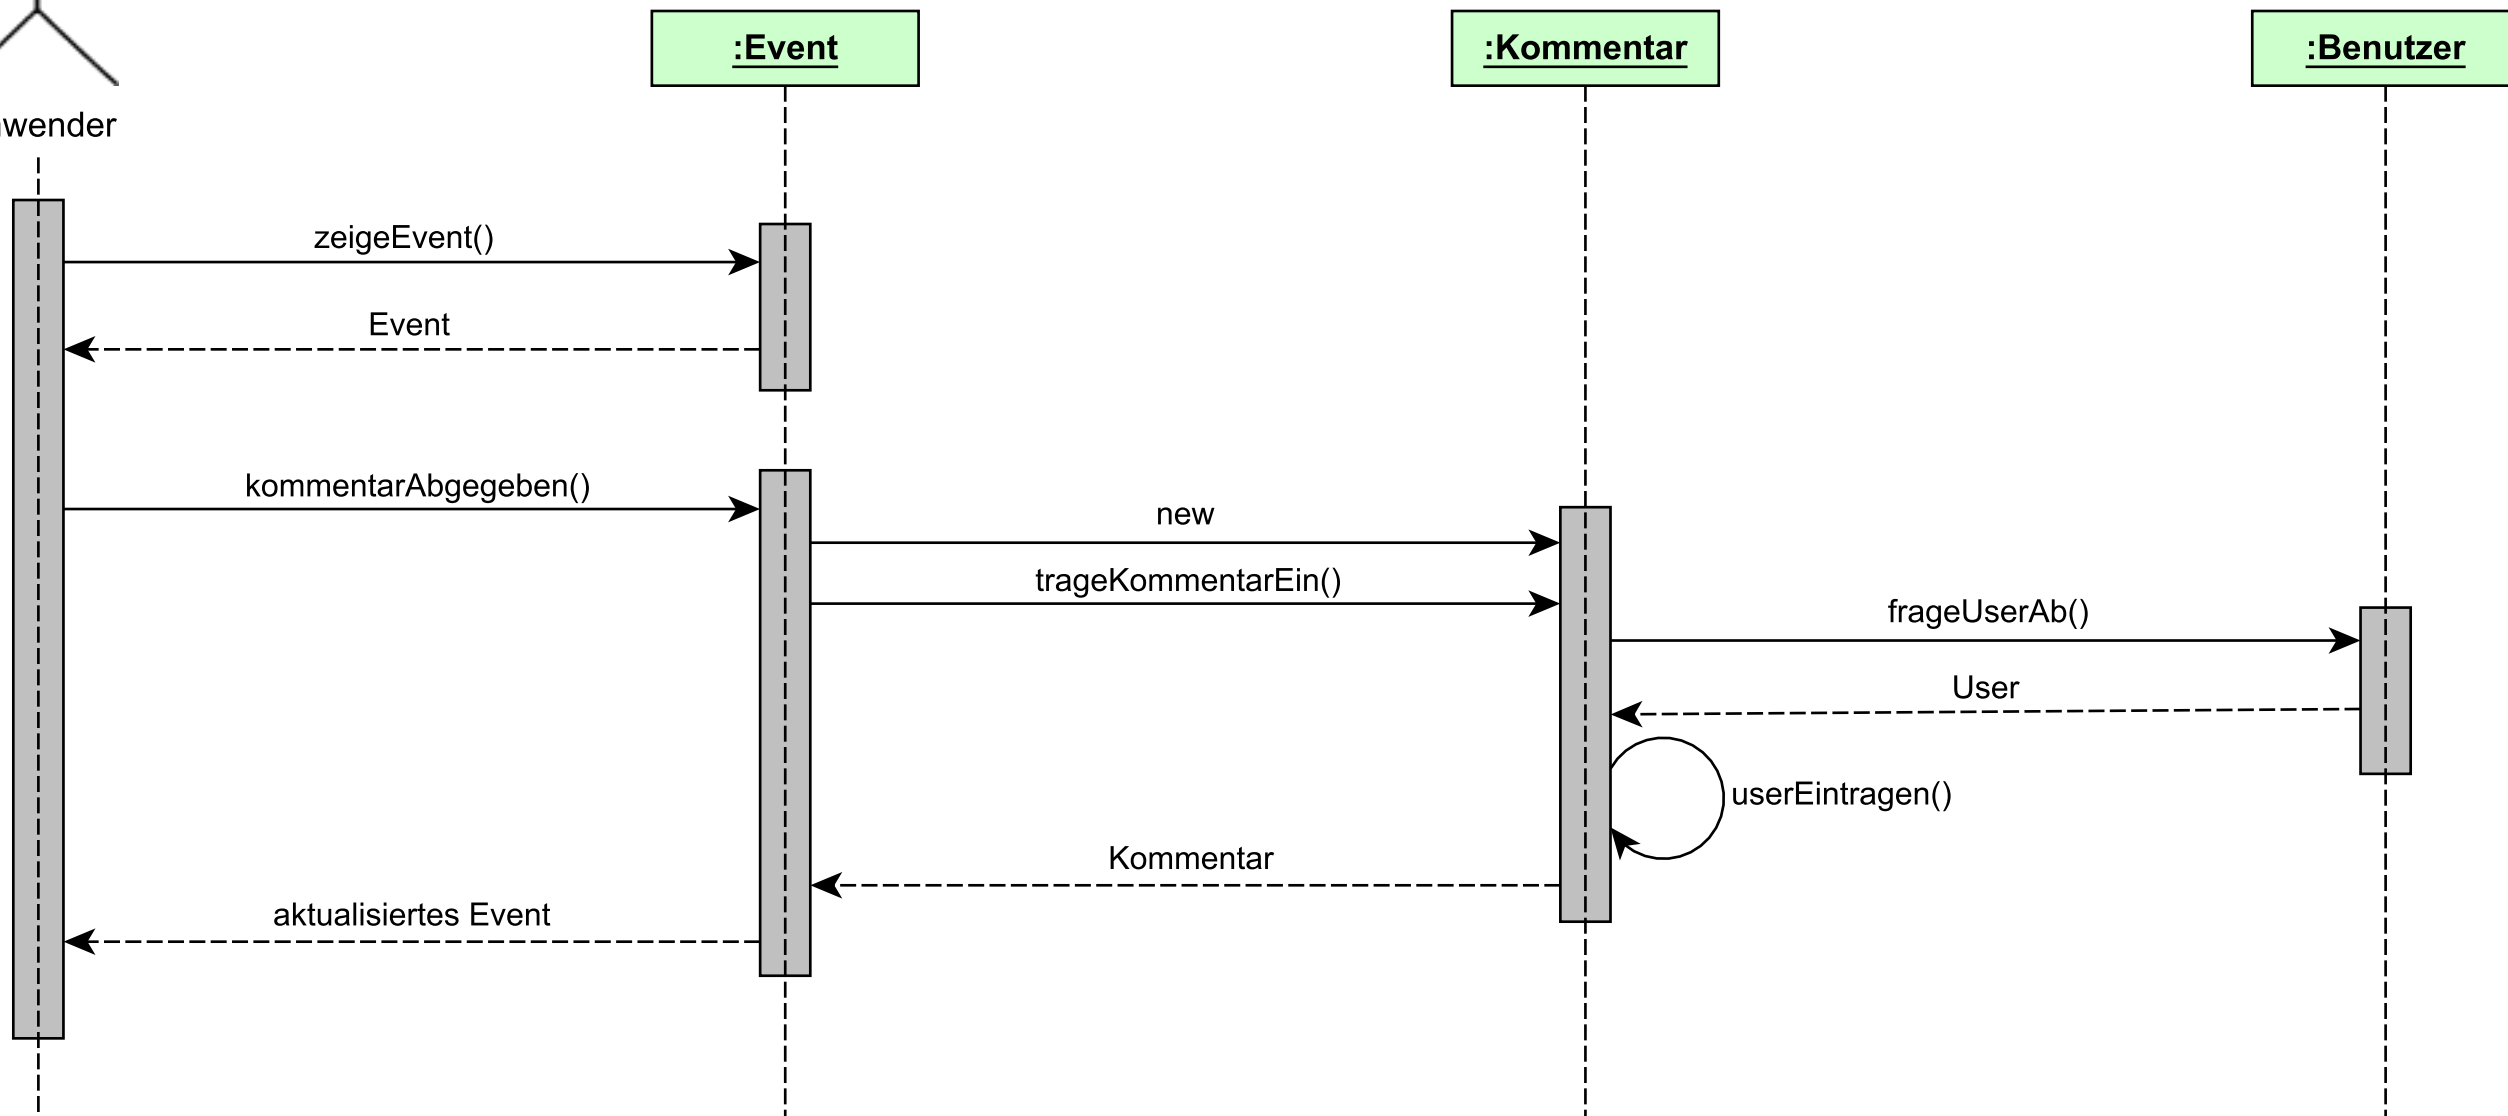 :Event
:Kommentar
:Benutzer
wender
zeigeEvent()
Event
kommentarAbgegeben()
new
trageKommentarEin()
frageUserAb()
User
userEintragen()
Kommentar
aktualisiertes Event